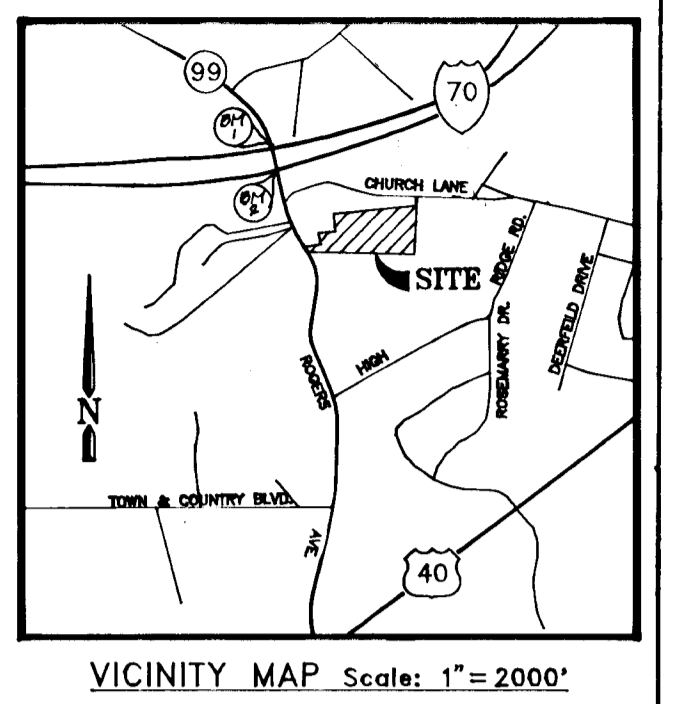 99
70
BM
1
BM
2
CHURCH LANE
SITE
RIDGE RD.
DEERFEILD DRIVE
HIGH
ROSEMARRY DR.
ROGERS
N
TOWN & COUNTRY BLVD.
AVE
40
VICINITY MAP Scale: 1"=2000'